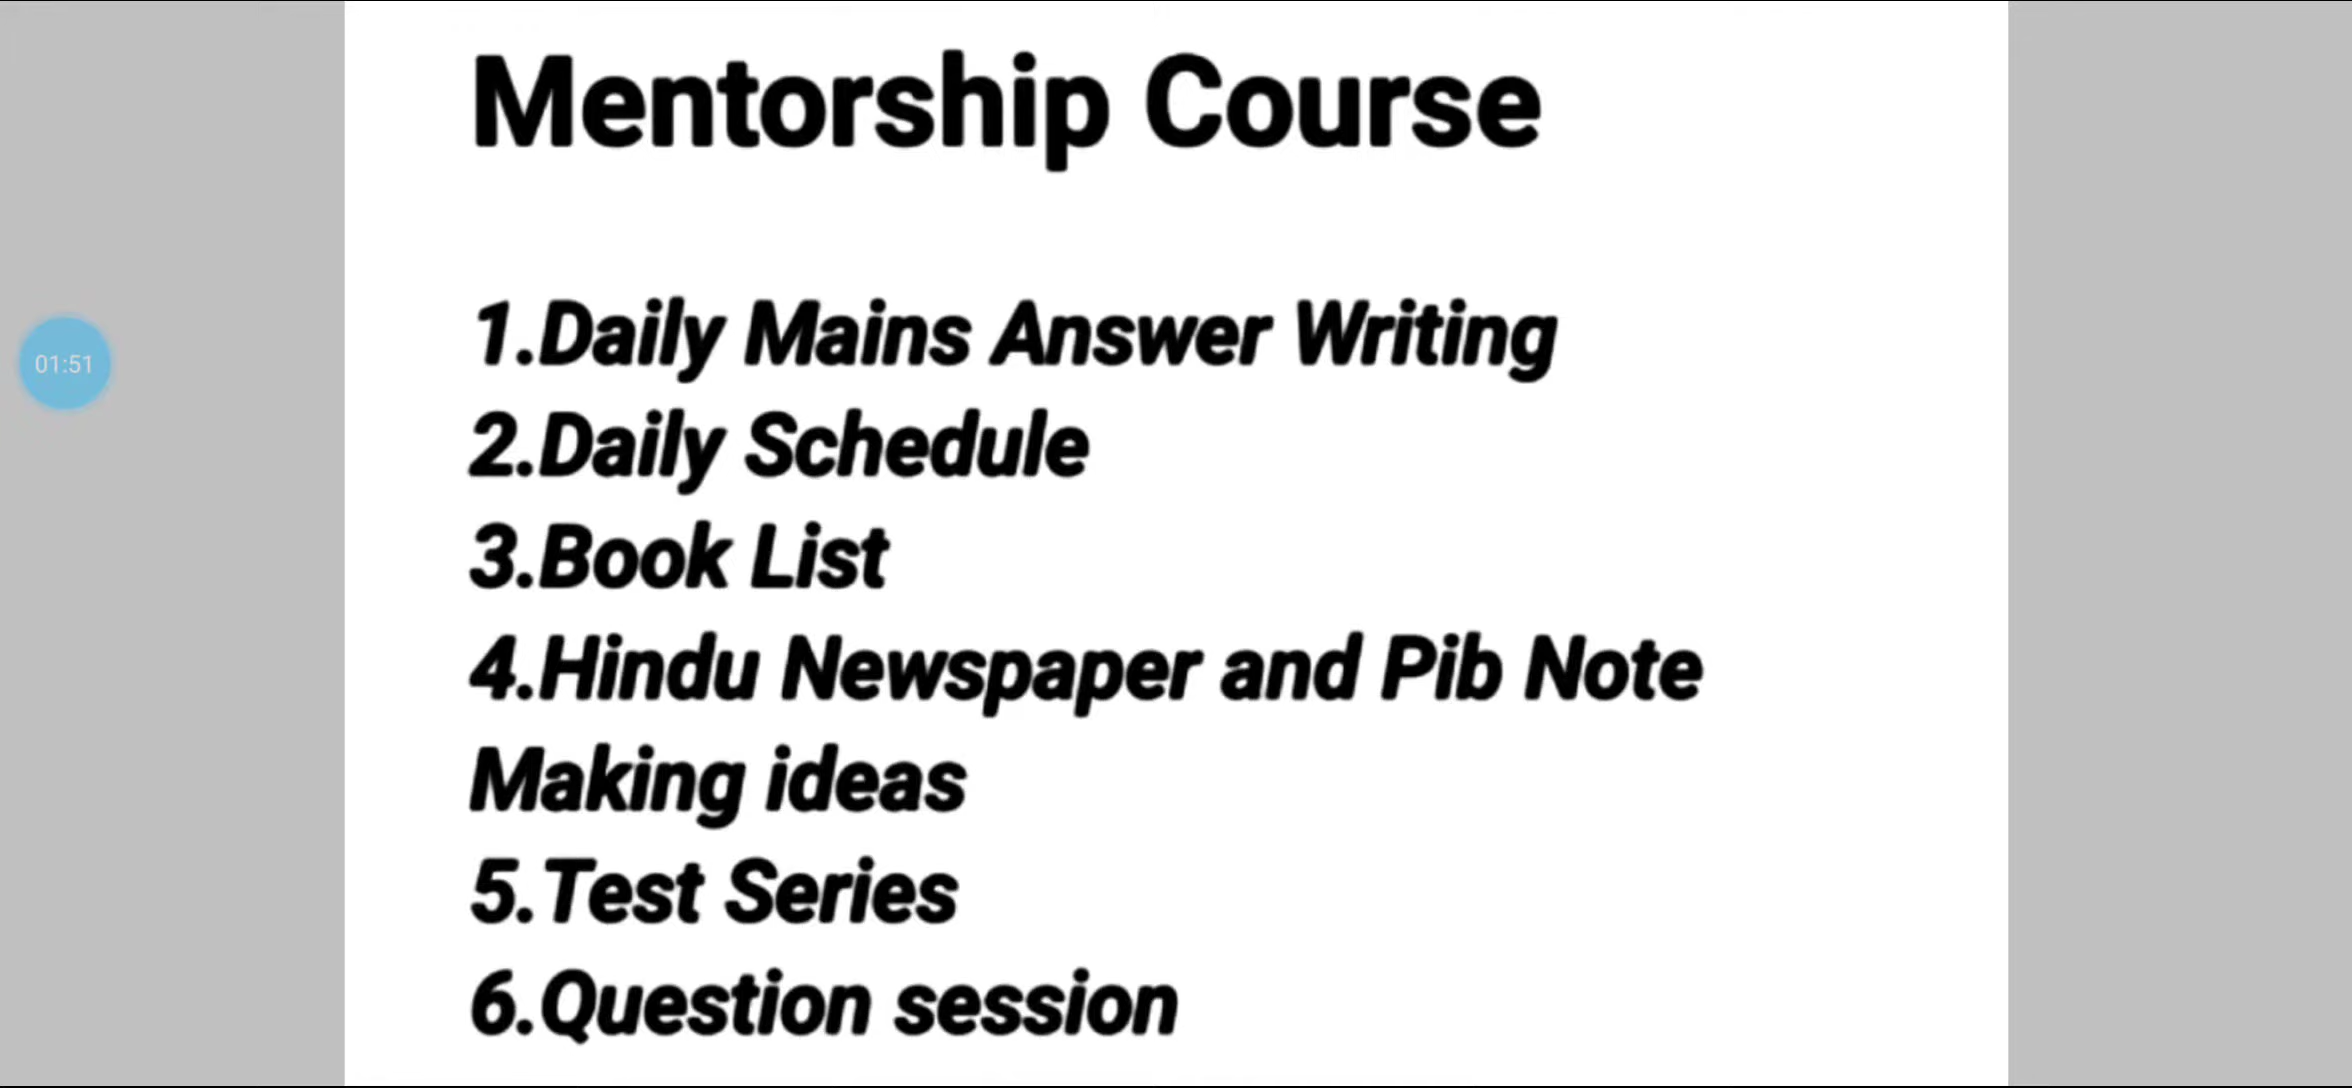 Mentorship Course
1.Daily Mains Answer Writing
2.Daily Schedule
3.Book List
4.Hindu Newspaper and Pib Note
Making ideas
5.Test Series
6.Question session
01:51